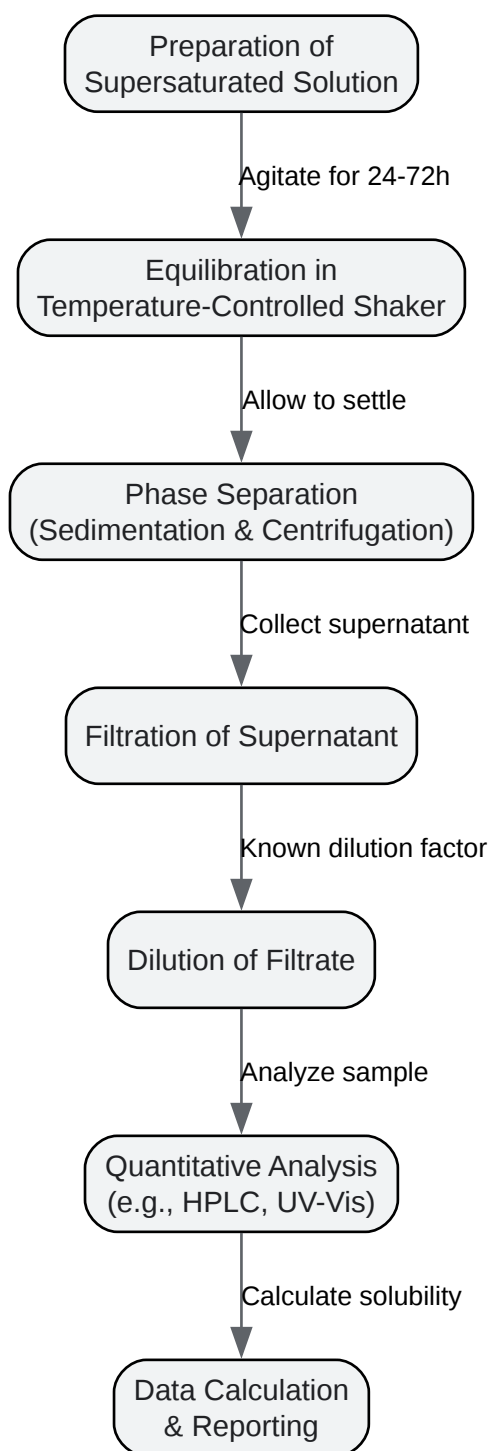 Preparation of
Supersaturated Solution
Agitate for 24-72h
Equilibration in
Temperature-Controlled Shaker
Allow to settle
Phase Separation
(Sedimentation & Centrifugation)
Collect supernatant
Filtration of Supernatant
Known dilution factor
Dilution of Filtrate
Analyze sample
Quantitative Analysis
(e.g., HPLC, UV-Vis)
Calculate solubility
Data Calculation
& Reporting